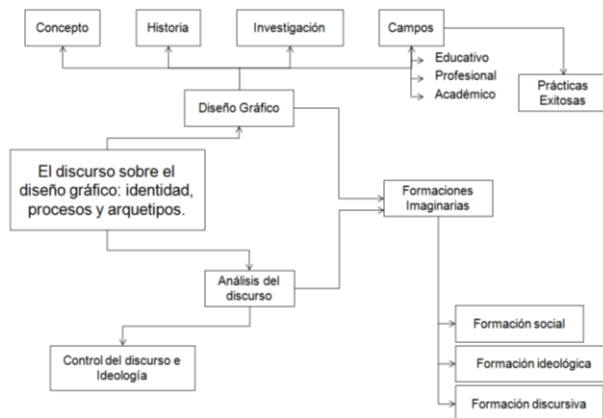 Concepto
Historia
Investigación
Campos
Educativo
Profesional
Académico
Prácticas
Exitosas
Diseño Gráfico
El discurso sobre el
diseño gráfico: identidad,
procesos y arquetipos.
Formaciones
Imaginarias
Análisis del
discurso
Control del discurso e
Ideología
Formación social
Formación ideológica
Formación discursiva